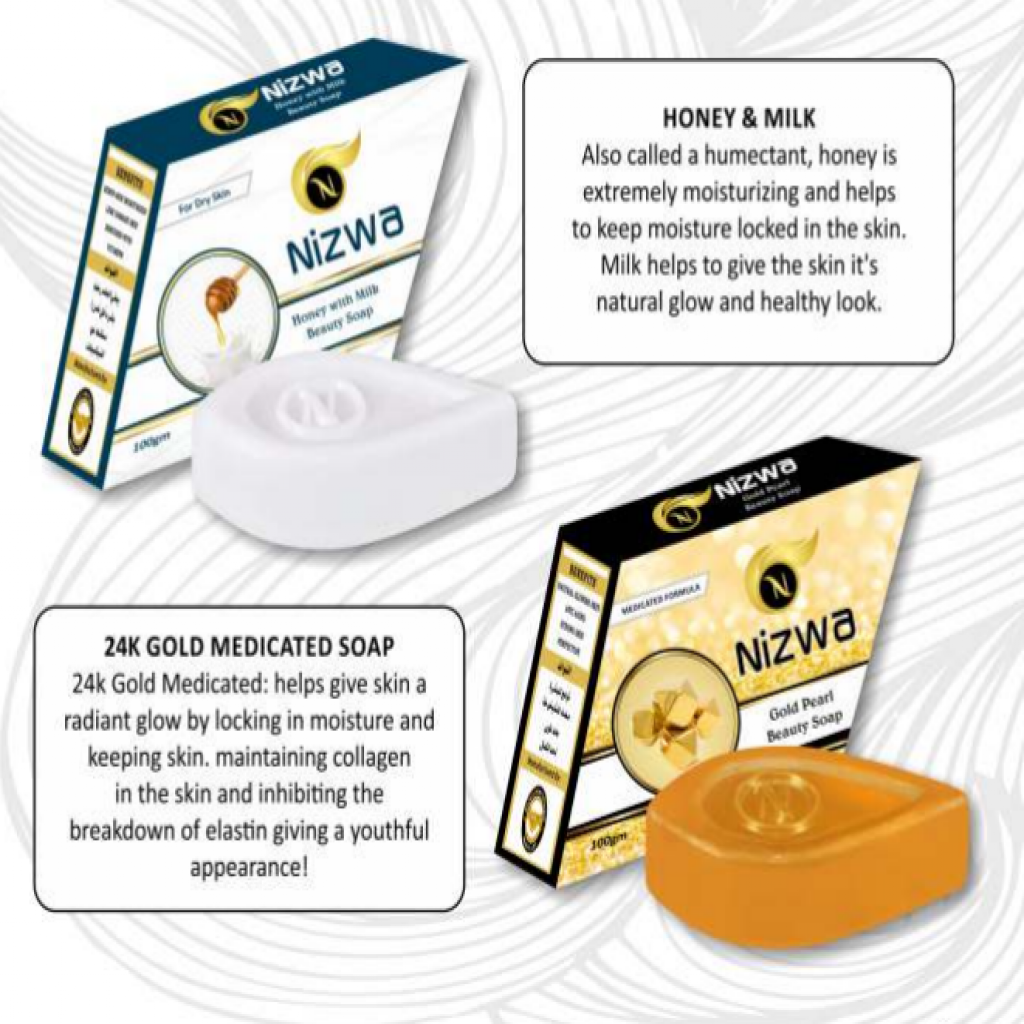 Nizwa
Honey with Milk
Beauty Soap
BENEFITS
For Dry Skin
N
Nizwa
Honey with Milk
Beauty Soap
100gm
N
HONEY & MILK
Also called a humectant, honey is
extremely moisturizing and helps
to keep moisture locked in the skin.
Milk helps to give the skin it's
natural glow and healthy look.
24K GOLD MEDICATED SOAP
24k Gold Medicated: helps give skin a
radiant glow by locking in moisture and
keeping skin. maintaining collagen
in the skin and inhibiting the
breakdown of elastin giving a youthful
appearance!
Nizwa
Gold Pearl
Beauty Soap
BENEFITS
MEDICATED FORMULA
N
Nizwa
Gold Pearl
Beauty Soap
100gm
N